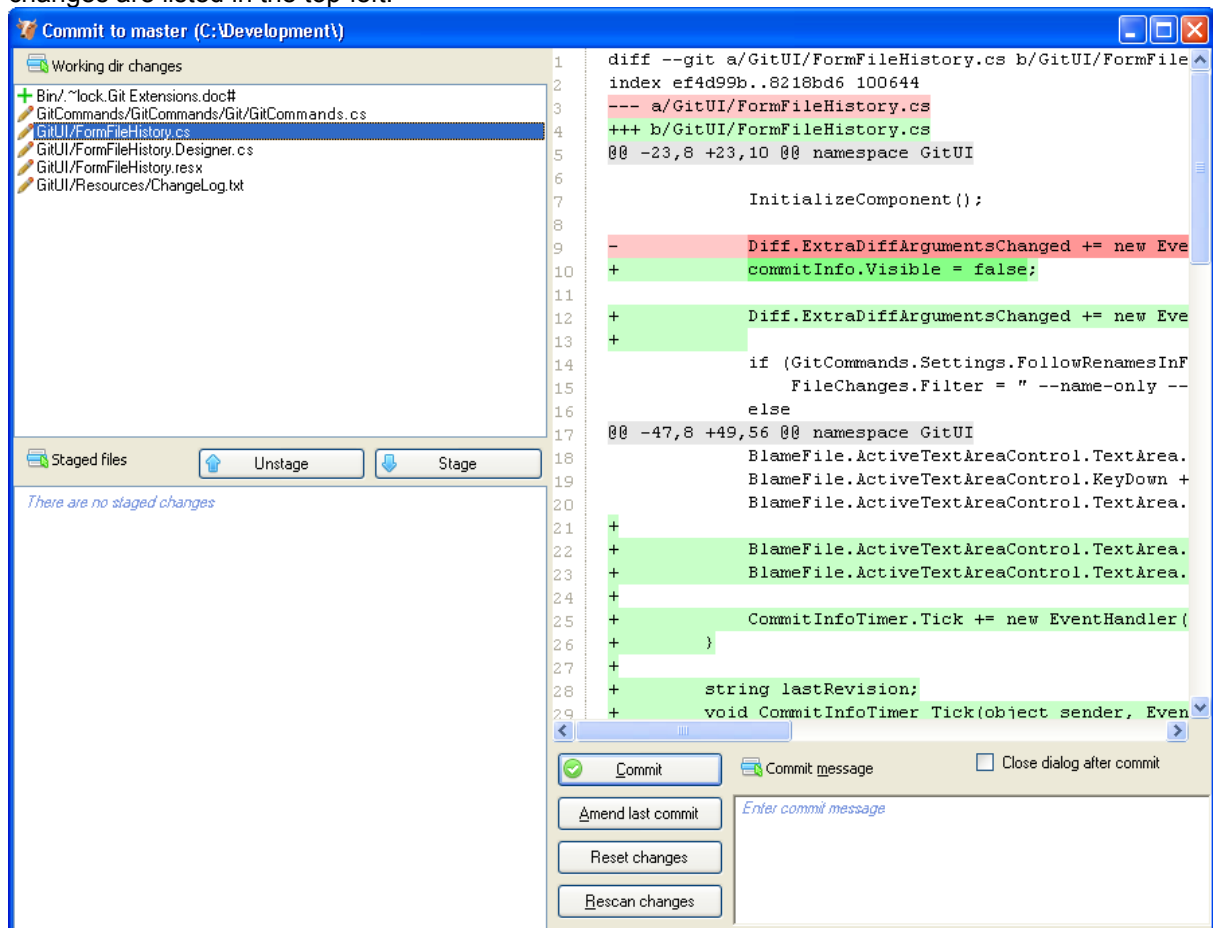 changes are listed in the top left.
Commit to master (C:\Development\)
Working dir changes
Bin/.~lock.Git Extensions.doc#
GitCommands/GitCommands/Git/GitCommands.cs
GitUI/FormFileHistory.cs
GitUI/FormFileHistory.Designer.cs
GitUI/FormFileHistory.resx
GitUI/Resources/ChangeLog.txt
Staged files
Unstage
Stage
There are no staged changes
1 diff --git a/GitUI/FormFileHistory.cs b/GitUI/FormFile
2 index ef4d99b..8218bd6 100644
3 --- a/GitUI/FormFileHistory.cs
4 +++ b/GitUI/FormFileHistory.cs
5 @@ -23,8 +23,10 @@ namespace GitUI
6
7 InitializeComponent();
8
9 - Diff.ExtraDiffArgumentsChanged += new Eve
10 + commitInfo.Visible = false;
11
12 + Diff.ExtraDiffArgumentsChanged += new Eve
13 +
14 if (GitCommands.Settings.FollowRenamesInF
15 FileChanges.Filter = " --name-only --
16 else
17 @@ -47,8 +49,56 @@ namespace GitUI
18 BlameFile.ActiveTextAreaControl.TextArea.
19 BlameFile.ActiveTextAreaControl.KeyDown +
20 BlameFile.ActiveTextAreaControl.TextArea.
21 +
22 + BlameFile.ActiveTextAreaControl.TextArea.
23 + BlameFile.ActiveTextAreaControl.TextArea.
24 +
25 + CommitInfoTimer.Tick += new EventHandler(
26 + }
27 +
28 + string lastRevision;
29 + void CommitInfoTimer_Tick(object sender, Even
Commit
Commit message
Close dialog after commit
Amend last commit
Enter commit message
Reset changes
Rescan changes